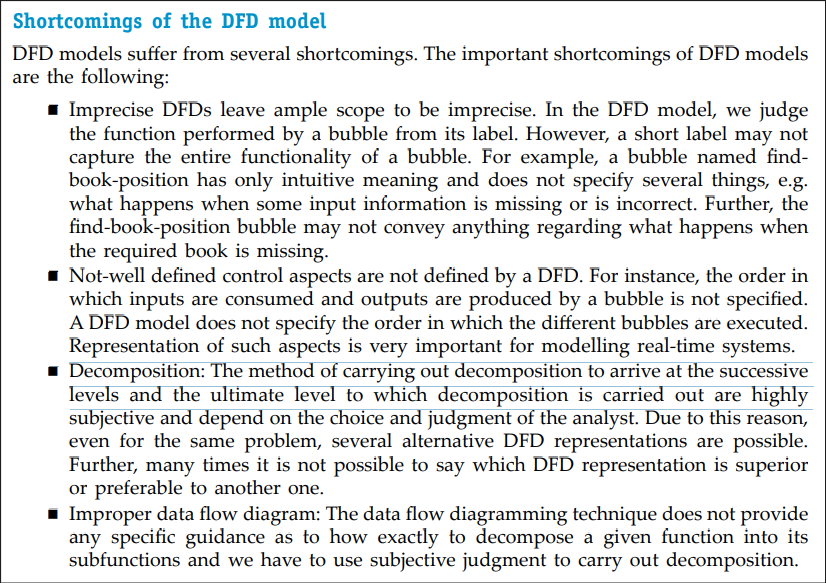 Shortcomings of the DFD model
DFD models suffer from several shortcomings. The important shortcomings of DFD models
are the following:
■ Imprecise DFDs leave ample scope to be imprecise. In the DFD model, we judge
the function performed by a bubble from its label. However, a short label may not
capture the entire functionality of a bubble. For example, a bubble named find-
book-position has only intuitive meaning and does not specify several things, e.g.
what happens when some input information is missing or is incorrect. Further, the
find-book-position bubble may not convey anything regarding what happens when
the required book is missing.
■ Not-well defined control aspects are not defined by a DFD. For instance, the order in
which inputs are consumed and outputs are produced by a bubble is not specified.
A DFD model does not specify the order in which the different bubbles are executed.
Representation of such aspects is very important for modelling real-time systems.
■ Decomposition: The method of carrying out decomposition to arrive at the successive
levels and the ultimate level to which decomposition is carried out are highly
subjective and depend on the choice and judgment of the analyst. Due to this reason,
even for the same problem, several alternative DFD representations are possible.
Further, many times it is not possible to say which DFD representation is superior
or preferable to another one.
■ Improper data flow diagram: The data flow diagramming technique does not provide
any specific guidance as to how exactly to decompose a given function into its
subfunctions and we have to use subjective judgment to carry out decomposition.